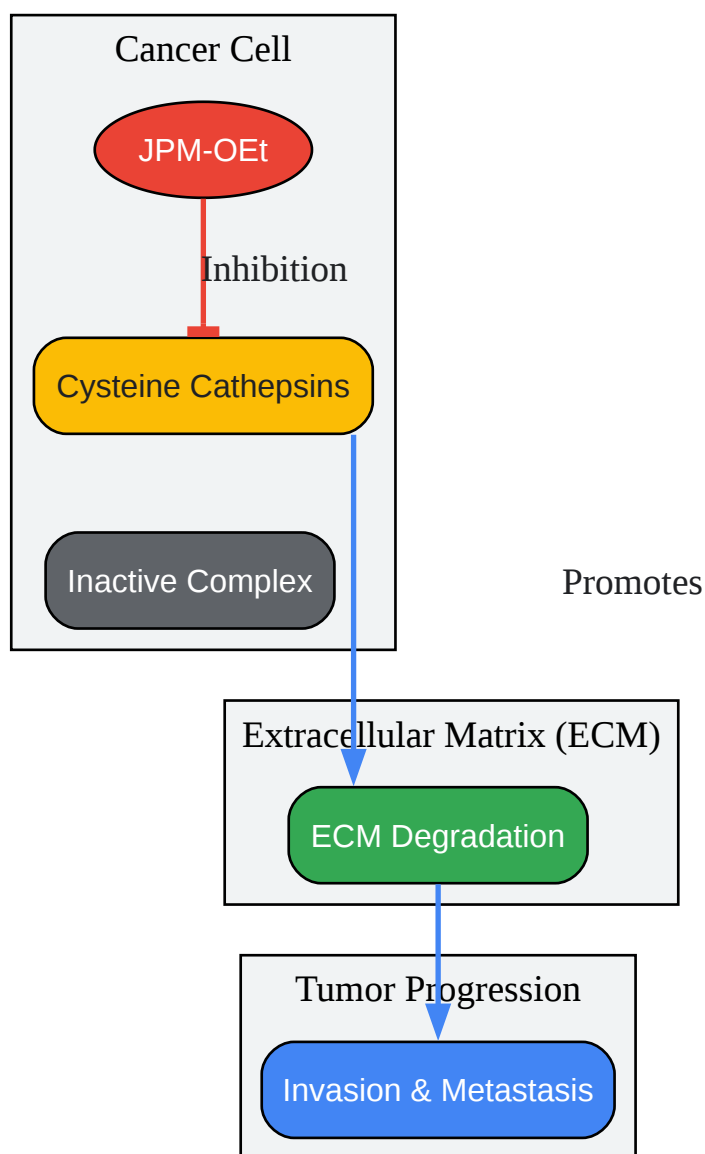 Cancer Cell
JPM-OEt
Inhibition
Cysteine Cathepsins
Inactive Complex
Promotes
Extracellular Matrix (ECM)
ECM Degradation
Tumor Progression
Invasion & Metastasis